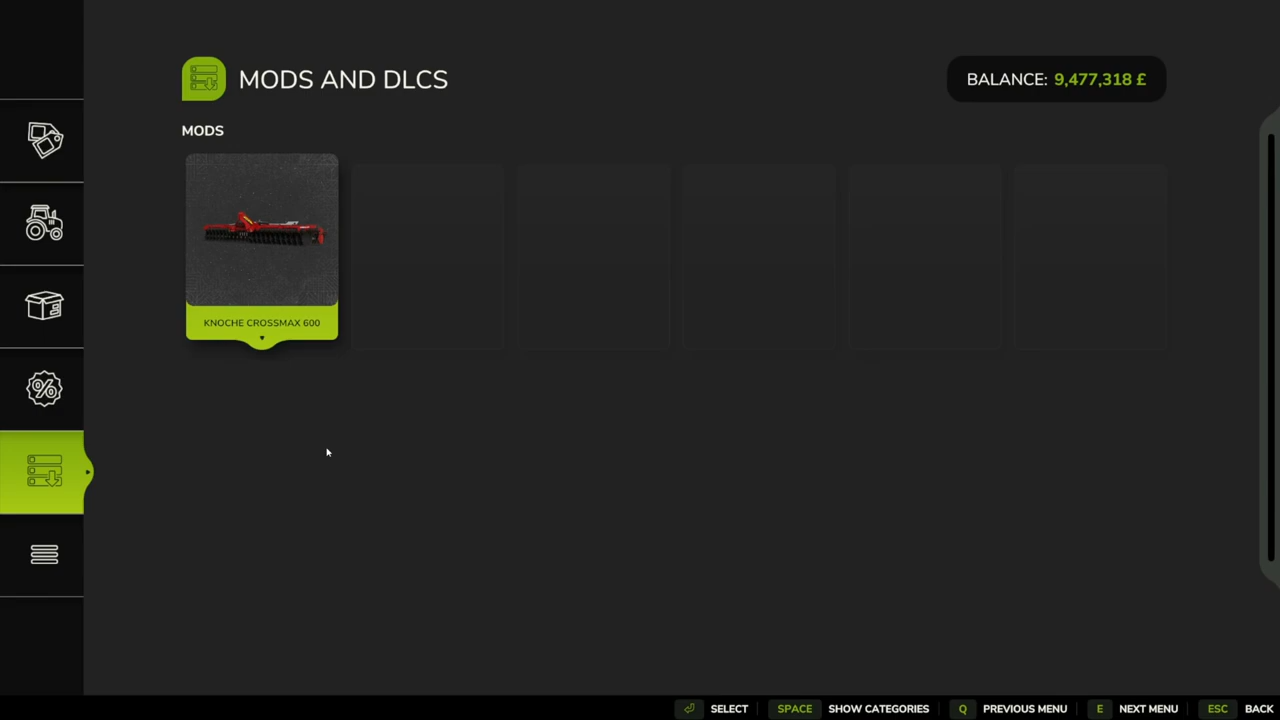 MODS AND DLCS
BALANCE: 9,477,318 £
MODS
KNOCHE CROSSMAX 600
SELECT
SPACE SHOW CATEGORIES
Q PREVIOUS MENU
E NEXT MENU
ESC BACK